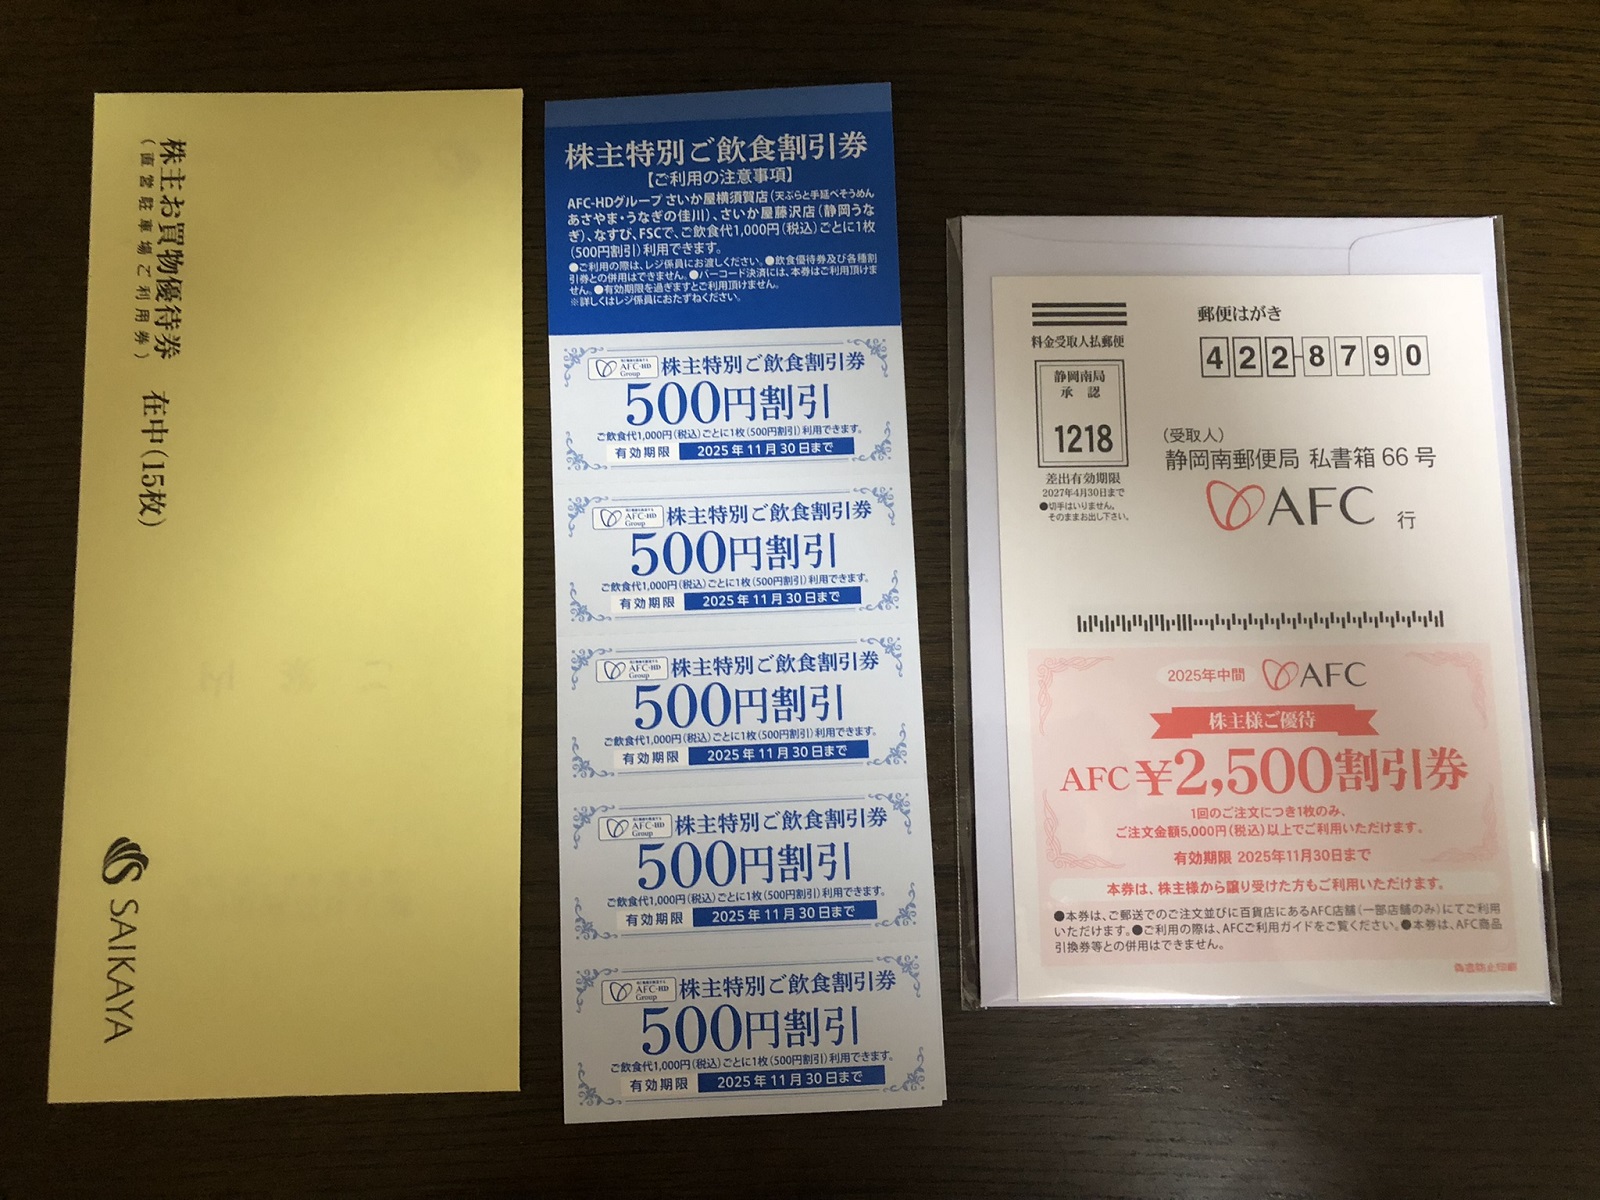 株主お買物優待券 在中(15枚)
(直営駐車場ご利用券)
SAIKAYA
株主特別ご飲食割引券
【ご利用の注意事項】
AFC-HDグループ さいか屋横須賀店(天ぷらと手延べそうめん
あさやま・うなぎの佳川)、さいか屋藤沢店(静岡うな
ぎ)、なすび、FSCで、ご飲食代1,000円(税込)ごとに1枚
(500円割引)利用できます。
●ご利用の際は、レジ係員にお渡しください。●飲食優待券及び各種割
引券との併用はできません。●バーコード決済には、本券はご利用頂けま
せん。●有効期限を過ぎますとご利用頂けません。
※詳しくはレジ係員におたずねください。
AFC-HD Group 株主特別ご飲食割引券
500円割引
ご飲食代1,000円(税込)ごとに1枚(500円割引)利用できます。
有効期限 2025年11月30日まで
AFC-HD Group 株主特別ご飲食割引券
500円割引
ご飲食代1,000円(税込)ごとに1枚(500円割引)利用できます。
有効期限 2025年11月30日まで
AFC-HD Group 株主特別ご飲食割引券
500円割引
ご飲食代1,000円(税込)ごとに1枚(500円割引)利用できます。
有効期限 2025年11月30日まで
AFC-HD Group 株主特別ご飲食割引券
500円割引
ご飲食代1,000円(税込)ごとに1枚(500円割引)利用できます。
有効期限 2025年11月30日まで
AFC-HD Group 株主特別ご飲食割引券
500円割引
ご飲食代1,000円(税込)ごとに1枚(500円割引)利用できます。
有効期限 2025年11月30日まで
郵便はがき
料金受取人払郵便
422-8790
静岡南局
承認
1218
差出有効期限
2027年4月30日まで
●切手はいりません。
そのままお出し下さい。
(受取人)
静岡南郵便局 私書箱 66 号
AFC 行
2025年中間 AFC
株主様ご優待
AFC ¥2,500割引券
1回のご注文につき1枚のみ、
ご注文金額5,000円(税込)以上でご利用いただけます。
有効期限 2025年11月30日まで
本券は、株主様から譲り受けた方もご利用いただけます。
●本券は、ご郵送でのご注文並びに百貨店にあるAFC店舗(一部店舗のみ)にてご利用
いただけます。●ご利用の際は、AFCご利用ガイドをご覧ください。●本券は、AFC商品
引換券等との併用はできません。
偽造防止印刷